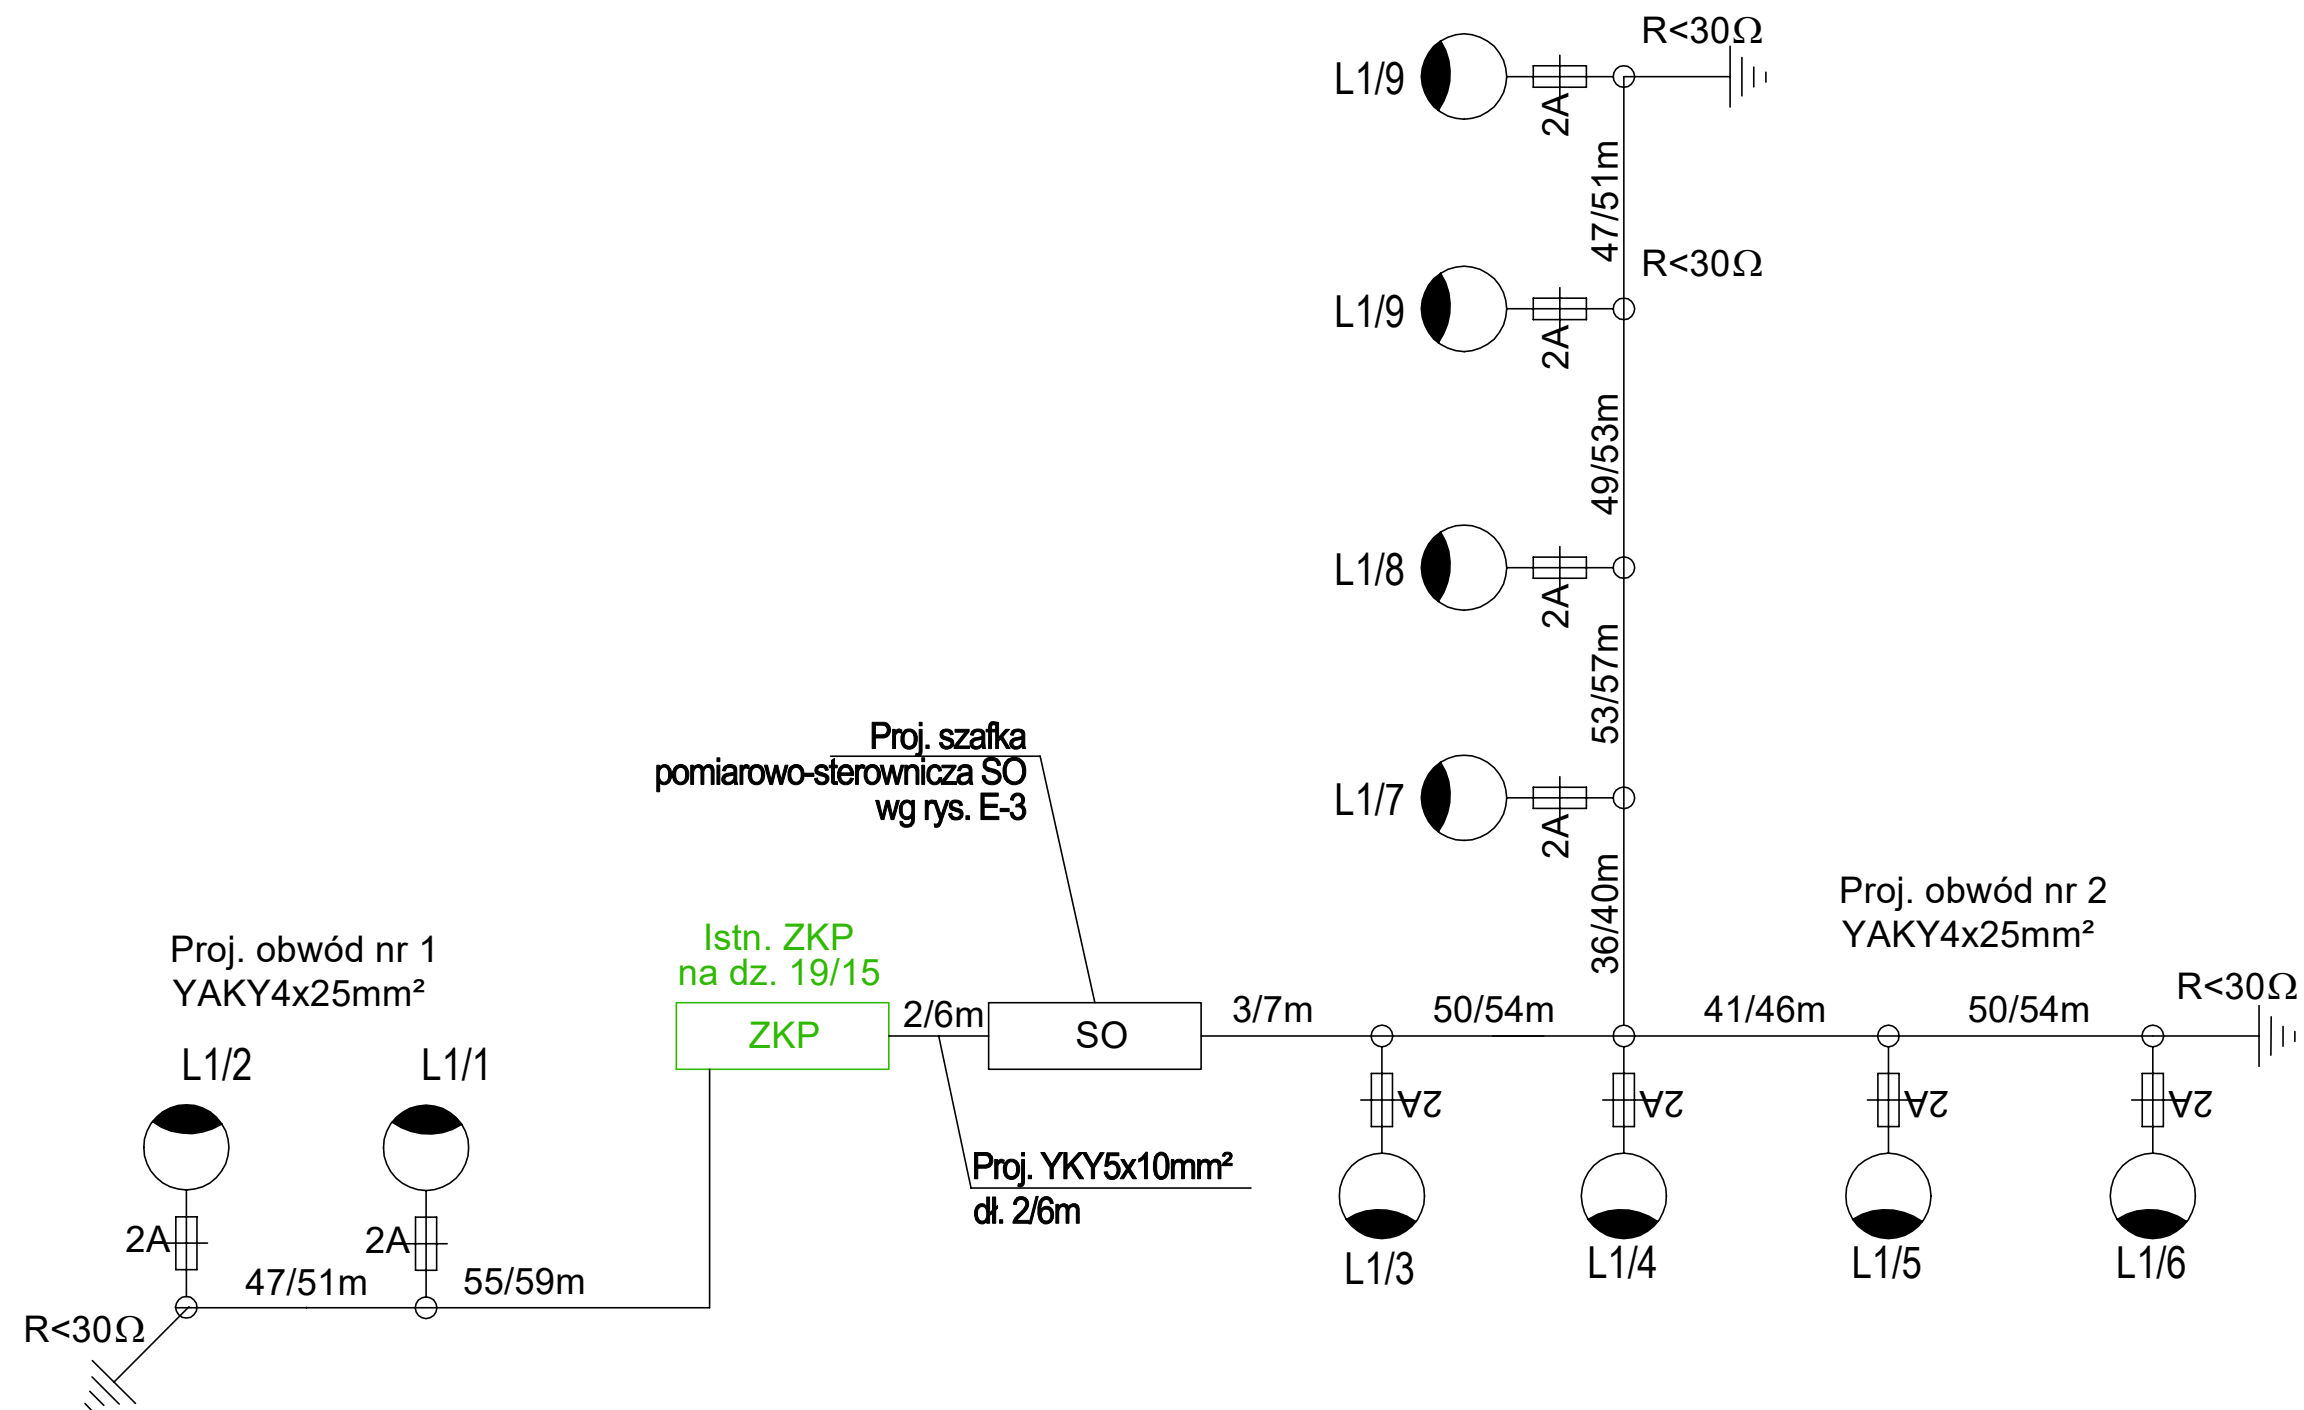 R<30Ω
L1/9
2A
47/51m
R<30Ω
L1/9
2A
49/53m
L1/8
2A
53/57m
Proj. szafka
pomiarowo-sterownicza SO
wg rys. E-3
L1/7
2A
36/40m
Proj. obwód nr 2
YAKY4x25mm²
Proj. obwód nr 1
YAKY4x25mm²
Istn. ZKP
na dz. 19/15
ZKP
2/6m
SO
3/7m
50/54m
41/46m
50/54m
R<30Ω
L1/2
L1/1
2A
2A
2A
2A
Proj. YKY5x10mm²
dł. 2/6m
2A
2A
L1/3
L1/4
L1/5
L1/6
47/51m
55/59m
R<30Ω